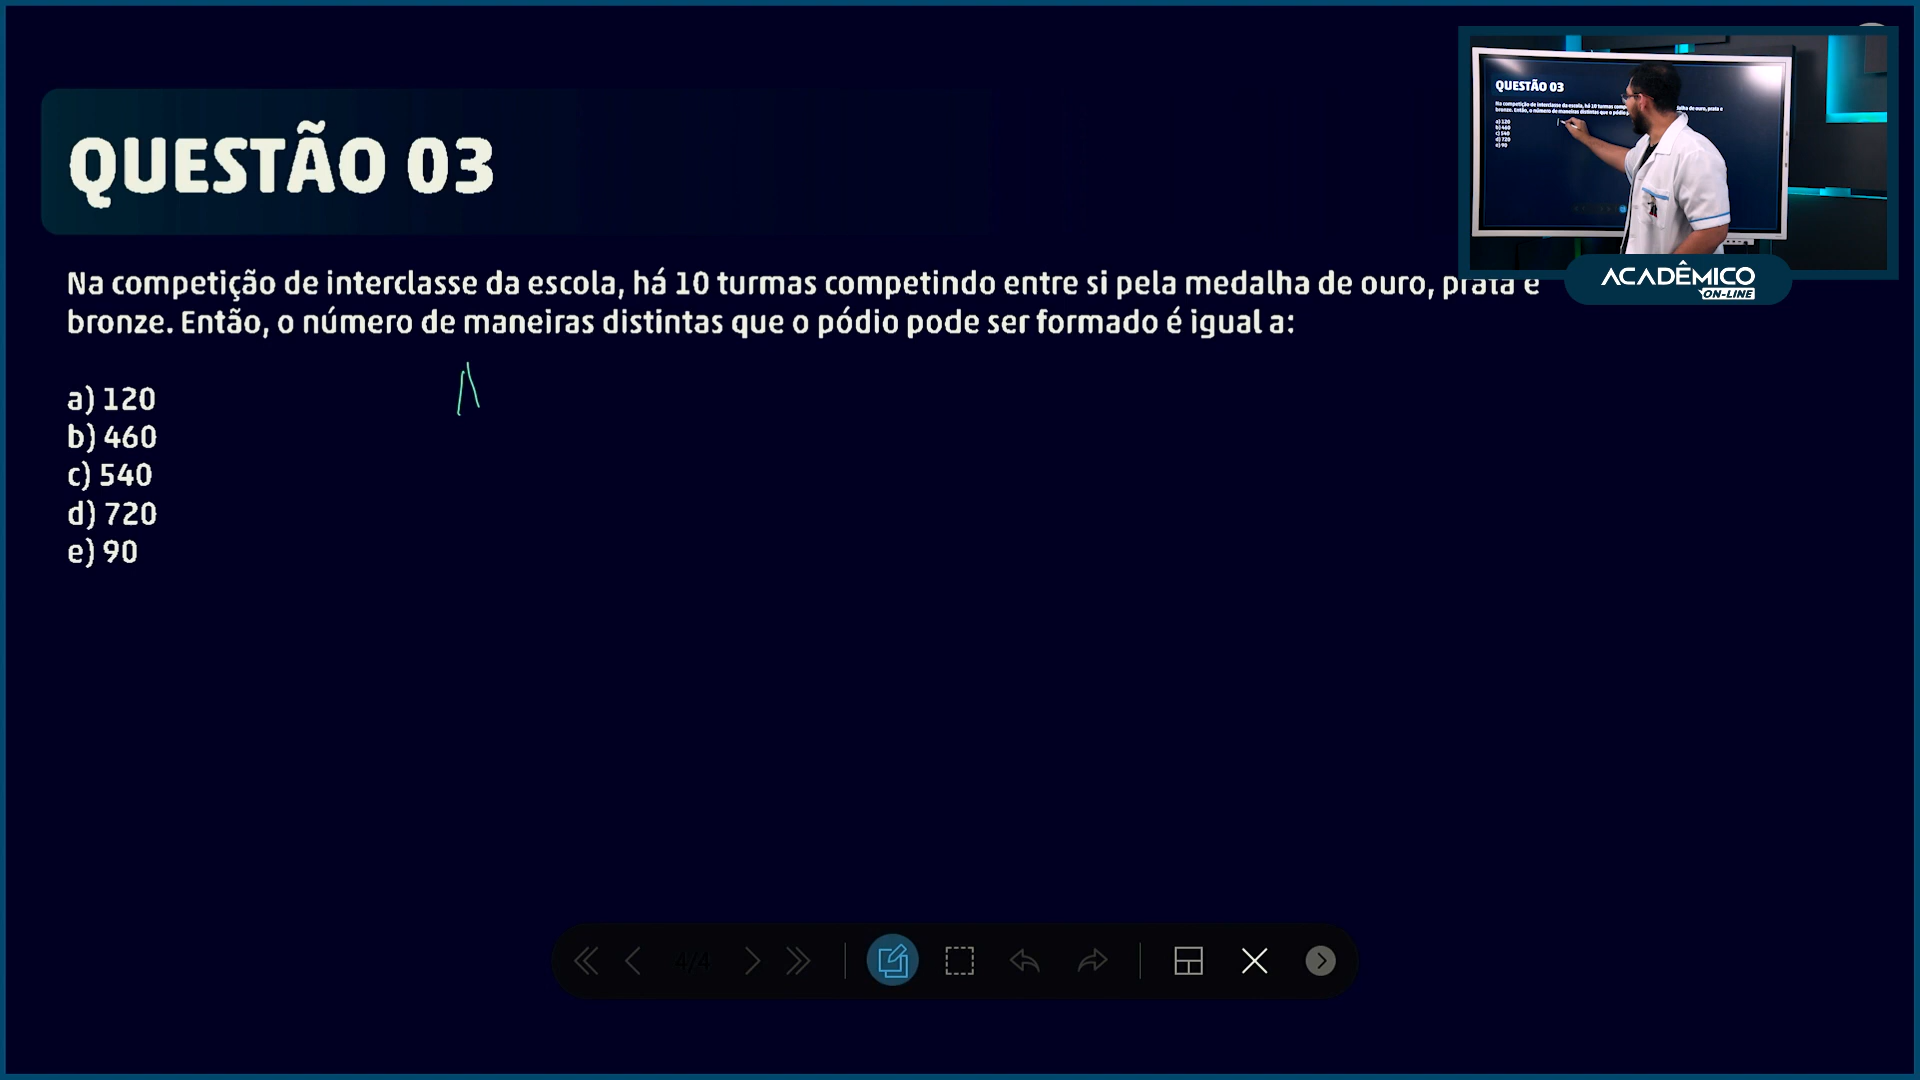 QUESTÃO 03
Na competição de interclasse da escola, há 10 turmas competindo entre si pela medalha de ouro, prata e
bronze. Então, o número de maneiras distintas que o pódio pode ser formado é igual a:
a) 120
b) 460
c) 540
d) 720
e) 90
4/4
QUESTÃO 03
ACADÊMICO
ON-LINE